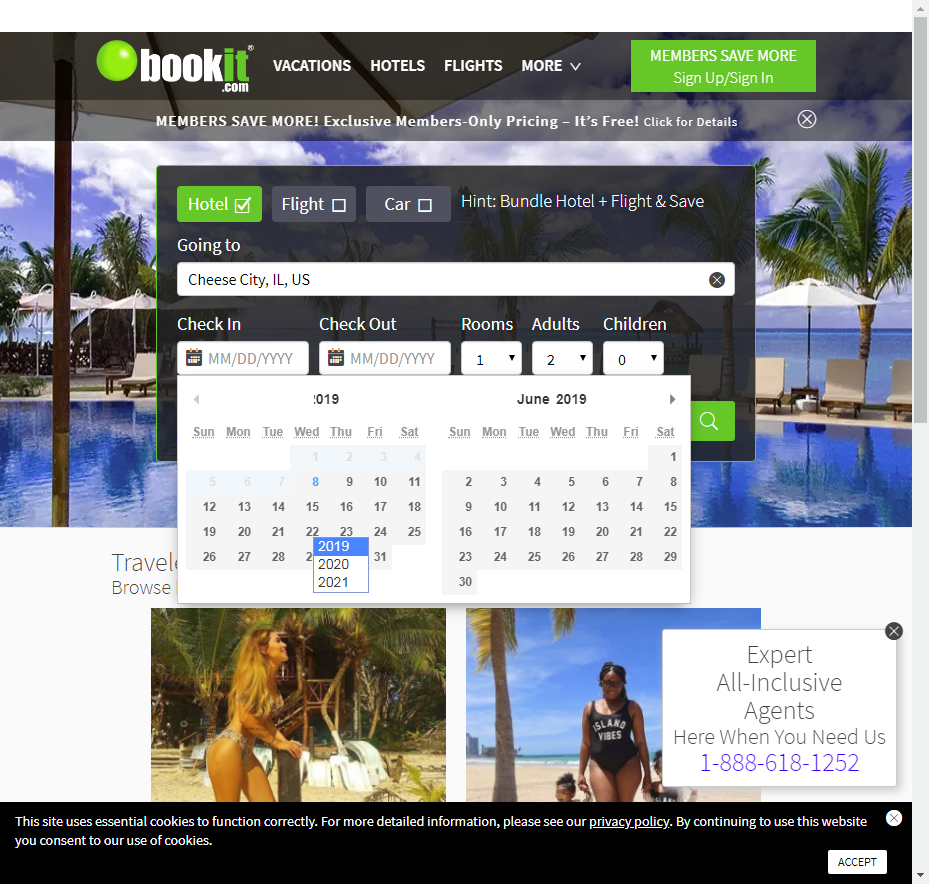 bookit®
.com
VACATIONS HOTELS FLIGHTS MORE
MEMBERS SAVE MORE
Sign Up/Sign In
MEMBERS SAVE MORE! Exclusive Members-Only Pricing – It's Free! Click for Details
Hotel Flight Car Hint: Bundle Hotel + Flight & Save
Going to
Cheese City, IL, US
Check In Check Out Rooms Adults Children
MM/DD/YYYY MM/DD/YYYY 1 2 0
2019
Sun Mon Tue Wed Thu Fri Sat
1 2 3 4
5 6 7 8 9 10 11
12 13 14 15 16 17 18
19 20 21 22 23 24 25
26 27 28 31
2019
2020
2021
June 2019
Sun Mon Tue Wed Thu Fri Sat
1
2 3 4 5 6 7 8
9 10 11 12 13 14 15
16 17 18 19 20 21 22
23 24 25 26 27 28 29
30
Browse
ISLAND
VIBES
Expert
All-Inclusive
Agents
Here When You Need Us
1-888-618-1252
This site uses essential cookies to function correctly. For more detailed information, please see our privacy policy. By continuing to use this website
you consent to our use of cookies.
ACCEPT